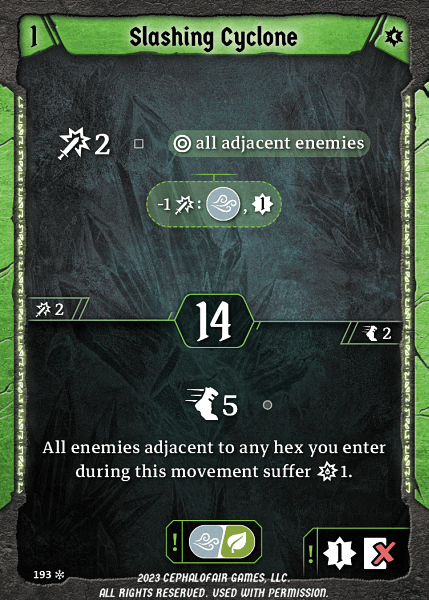 1 Slashing Cyclone
2 all adjacent enemies
-1 : , 1
2
14
2
5
All enemies adjacent to any hex you enter
during this movement suffer 1.
! ! 1
193
2023 CEPHALOFAIR GAMES, LLC.
ALL RIGHTS RESERVED. USED WITH PERMISSION.